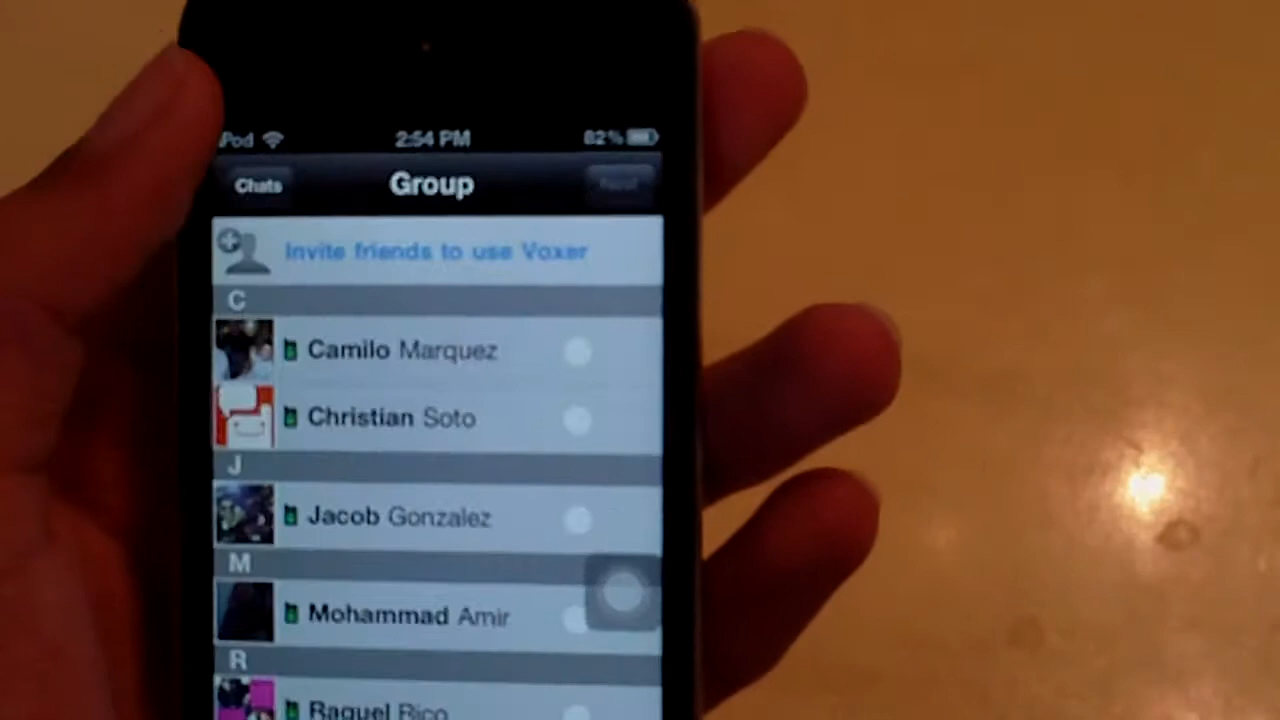 iPod 2:54 PM 82%
Chats Group
Invite friends to use Voxer
C
Camilo Marquez
Christian Soto
J
Jacob Gonzalez
M
Mohammad Amir
R
Raquel Rico